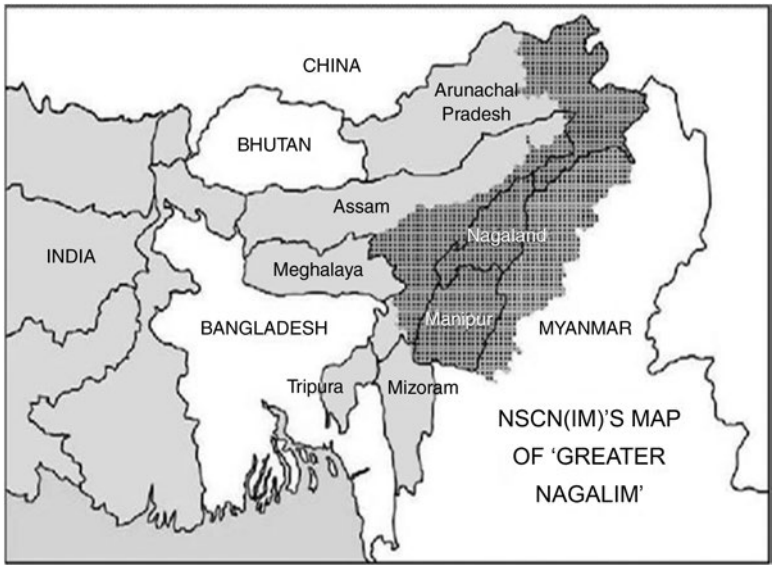 CHINA
Arunachal
Pradesh
BHUTAN
Assam
Nagaland
INDIA
Meghalaya
Manipur
BANGLADESH
MYANMAR
Tripura
Mizoram
NSCN(IM)'S MAP
OF 'GREATER
NAGALIM'